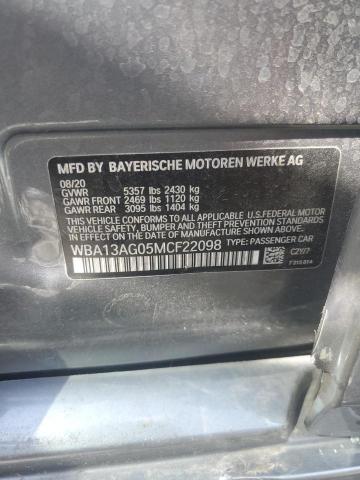 MFD BY BAYERISCHE MOTOREN WERKE AG
08/20
GVWR 5357 lbs 2430 kg
GAWR FRONT 2469 lbs 1120 kg
GAWR REAR 3095 lbs 1404 kg
THIS VEHICLE CONFORMS TO ALL APPLICABLE U.S.FEDERAL MOTOR
VEHICLE SAFETY, BUMPER, AND THEFT PREVENTION STANDARDS
IN EFFECT ON THE DATE OF MANUFACTURE SHOWN ABOVE.
WBA13AG05MCF22098 TYPE: PASSENGER CAR
C2Y/7